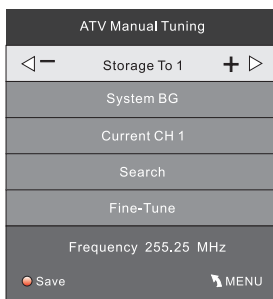 ATV Manual Tuning
Storage To 1
System BG
Current CH 1
Search
Fine-Tune
Frequency 255.25 MHz
Save MENU